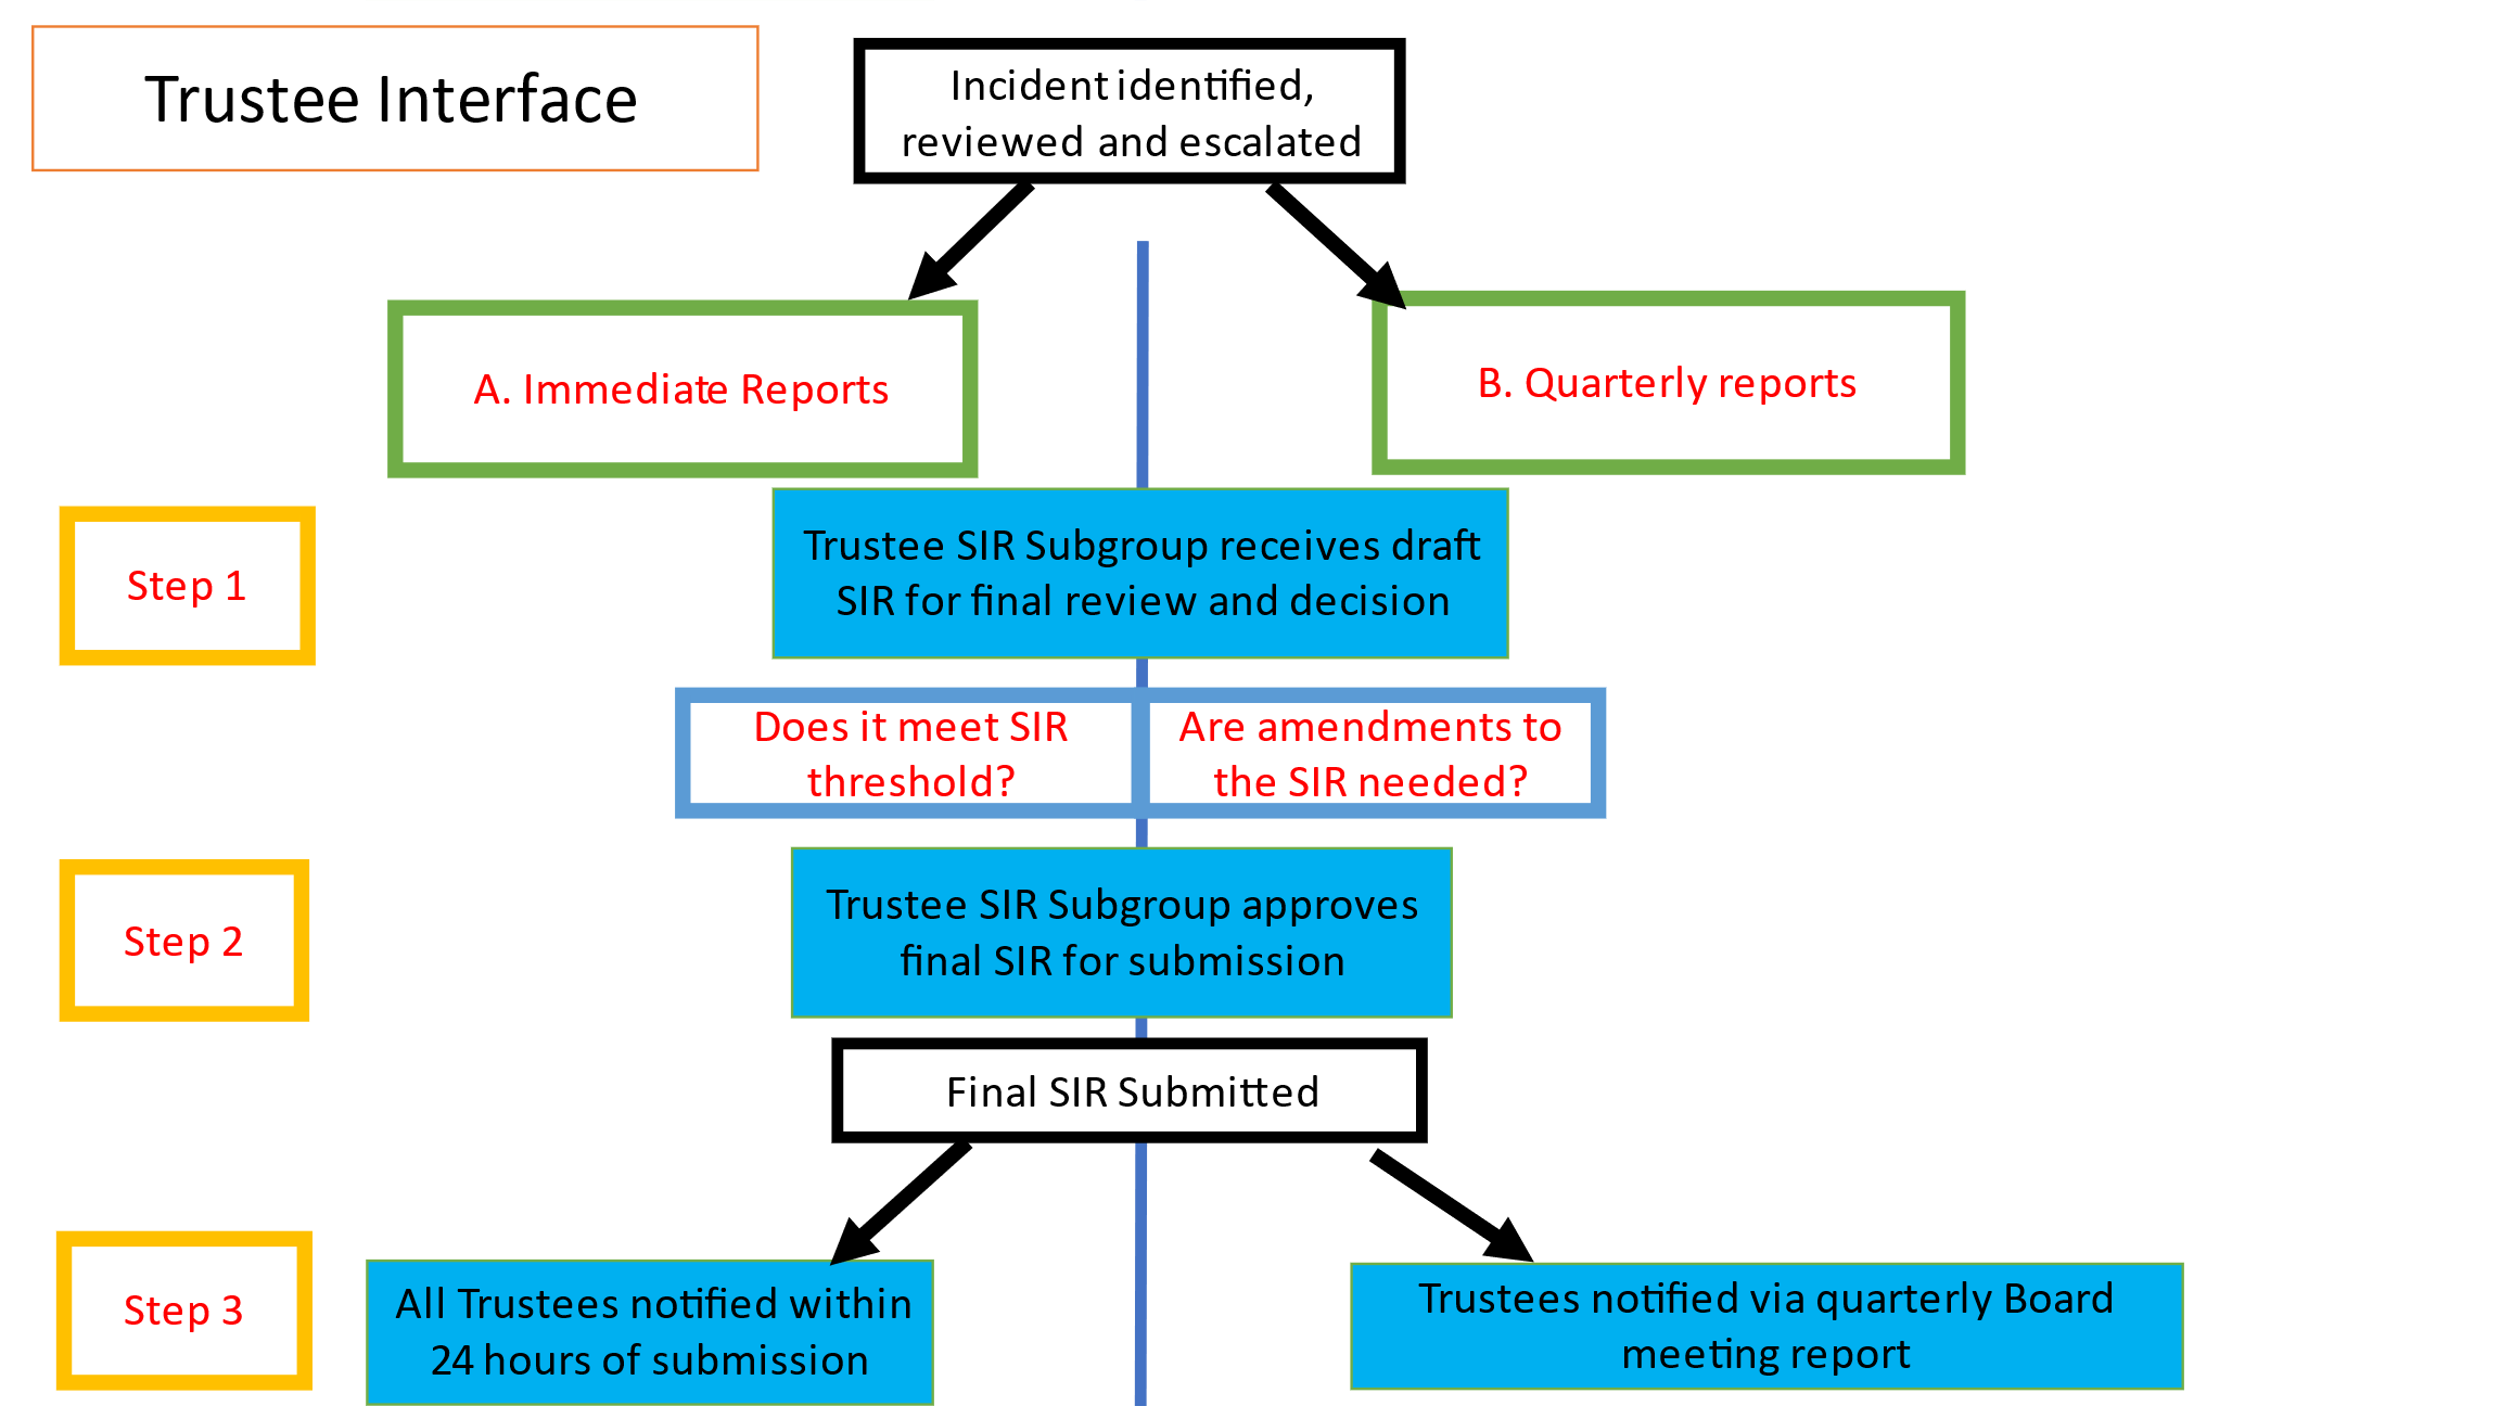 Trustee Interface
Incident identified,
reviewed and escalated
A. Immediate Reports
B. Quarterly reports
Step 1
Trustee SIR Subgroup receives draft
SIR for final review and decision
Does it meet SIR
threshold?
Are amendments to
the SIR needed?
Step 2
Trustee SIR Subgroup approves
final SIR for submission
Final SIR Submitted
Step 3
All Trustees notified within
24 hours of submission
Trustees notified via quarterly Board
meeting report